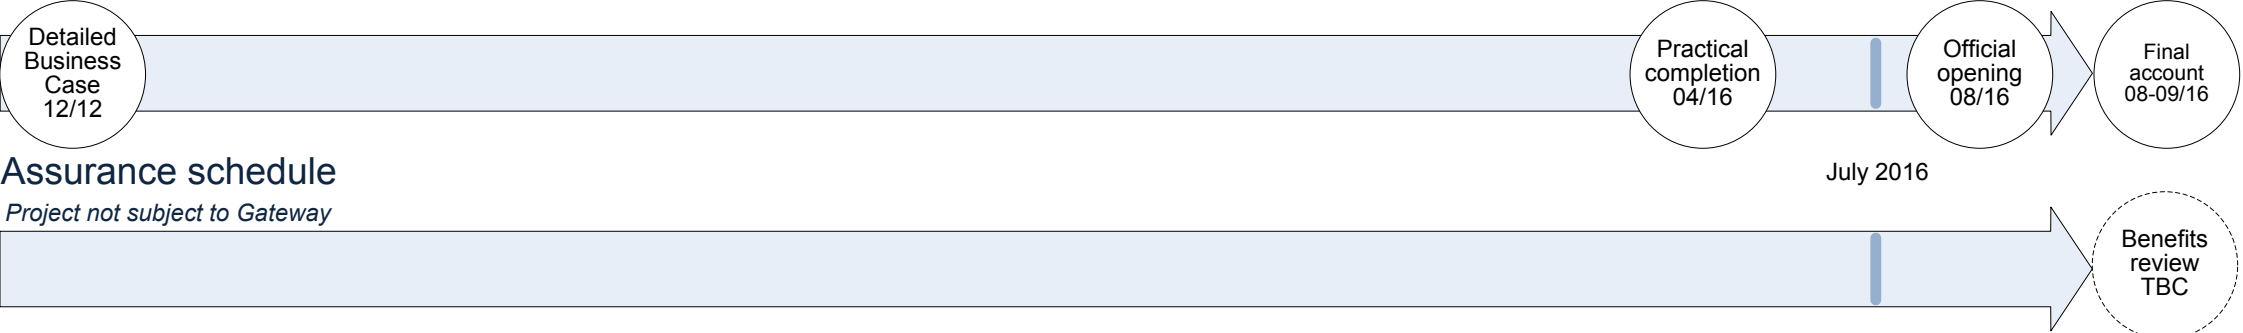 Detailed
Business
Case
12/12
Practical
completion
04/16
Official
opening
08/16
Final
account
08-09/16
Assurance schedule
July 2016
Project not subject to Gateway
Benefits
review
TBC